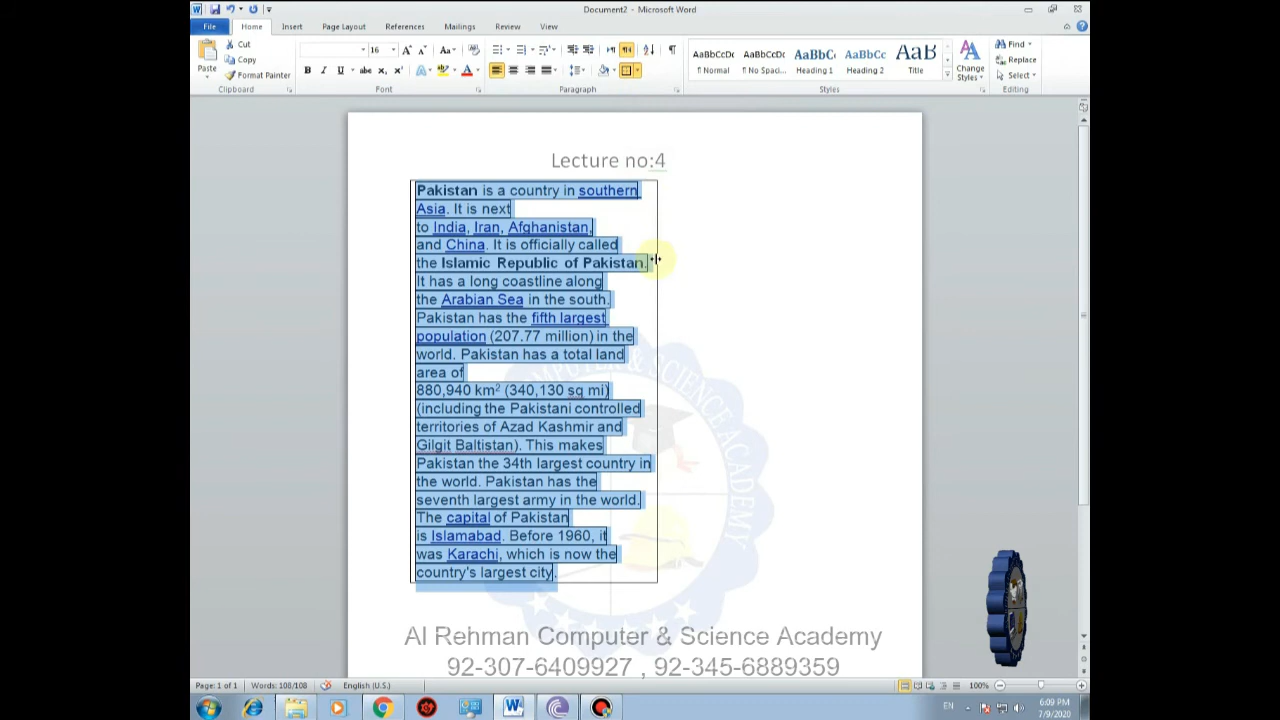 Document2 - Microsoft Word
File Home Insert Page Layout References Mailings Review View
Paste
Cut
Copy
Format Painter
Clipboard
16
Font
Paragraph
AaBbCcDc AaBbCcDc AaBbC AaBbCc AaB
¶ Normal ¶ No Spaci... Heading 1 Heading 2 Title
Change Styles
Styles
Find
Replace
Select
Editing
Lecture no:4
Pakistan is a country in southern
Asia. It is next
to India, Iran, Afghanistan,
and China. It is officially called
the Islamic Republic of Pakistan.
It has a long coastline along
the Arabian Sea in the south.
Pakistan has the fifth largest
population (207.77 million) in the
world. Pakistan has a total land
area of
880,940 km² (340,130 sq mi)
(including the Pakistani controlled
territories of Azad Kashmir and
Gilgit Baltistan). This makes
Pakistan the 34th largest country in
the world. Pakistan has the
seventh largest army in the world.
The capital of Pakistan
is Islamabad. Before 1960, it
was Karachi, which is now the
country's largest city.
COMPUTER & SCIENCE ACADEMY
Al Rehman Computer & Science Academy
92-307-6409927 , 92-345-6889359
Page: 1 of 1 Words: 108/108 English (U.S.) 100%
EN 6:09 PM
7/9/2020